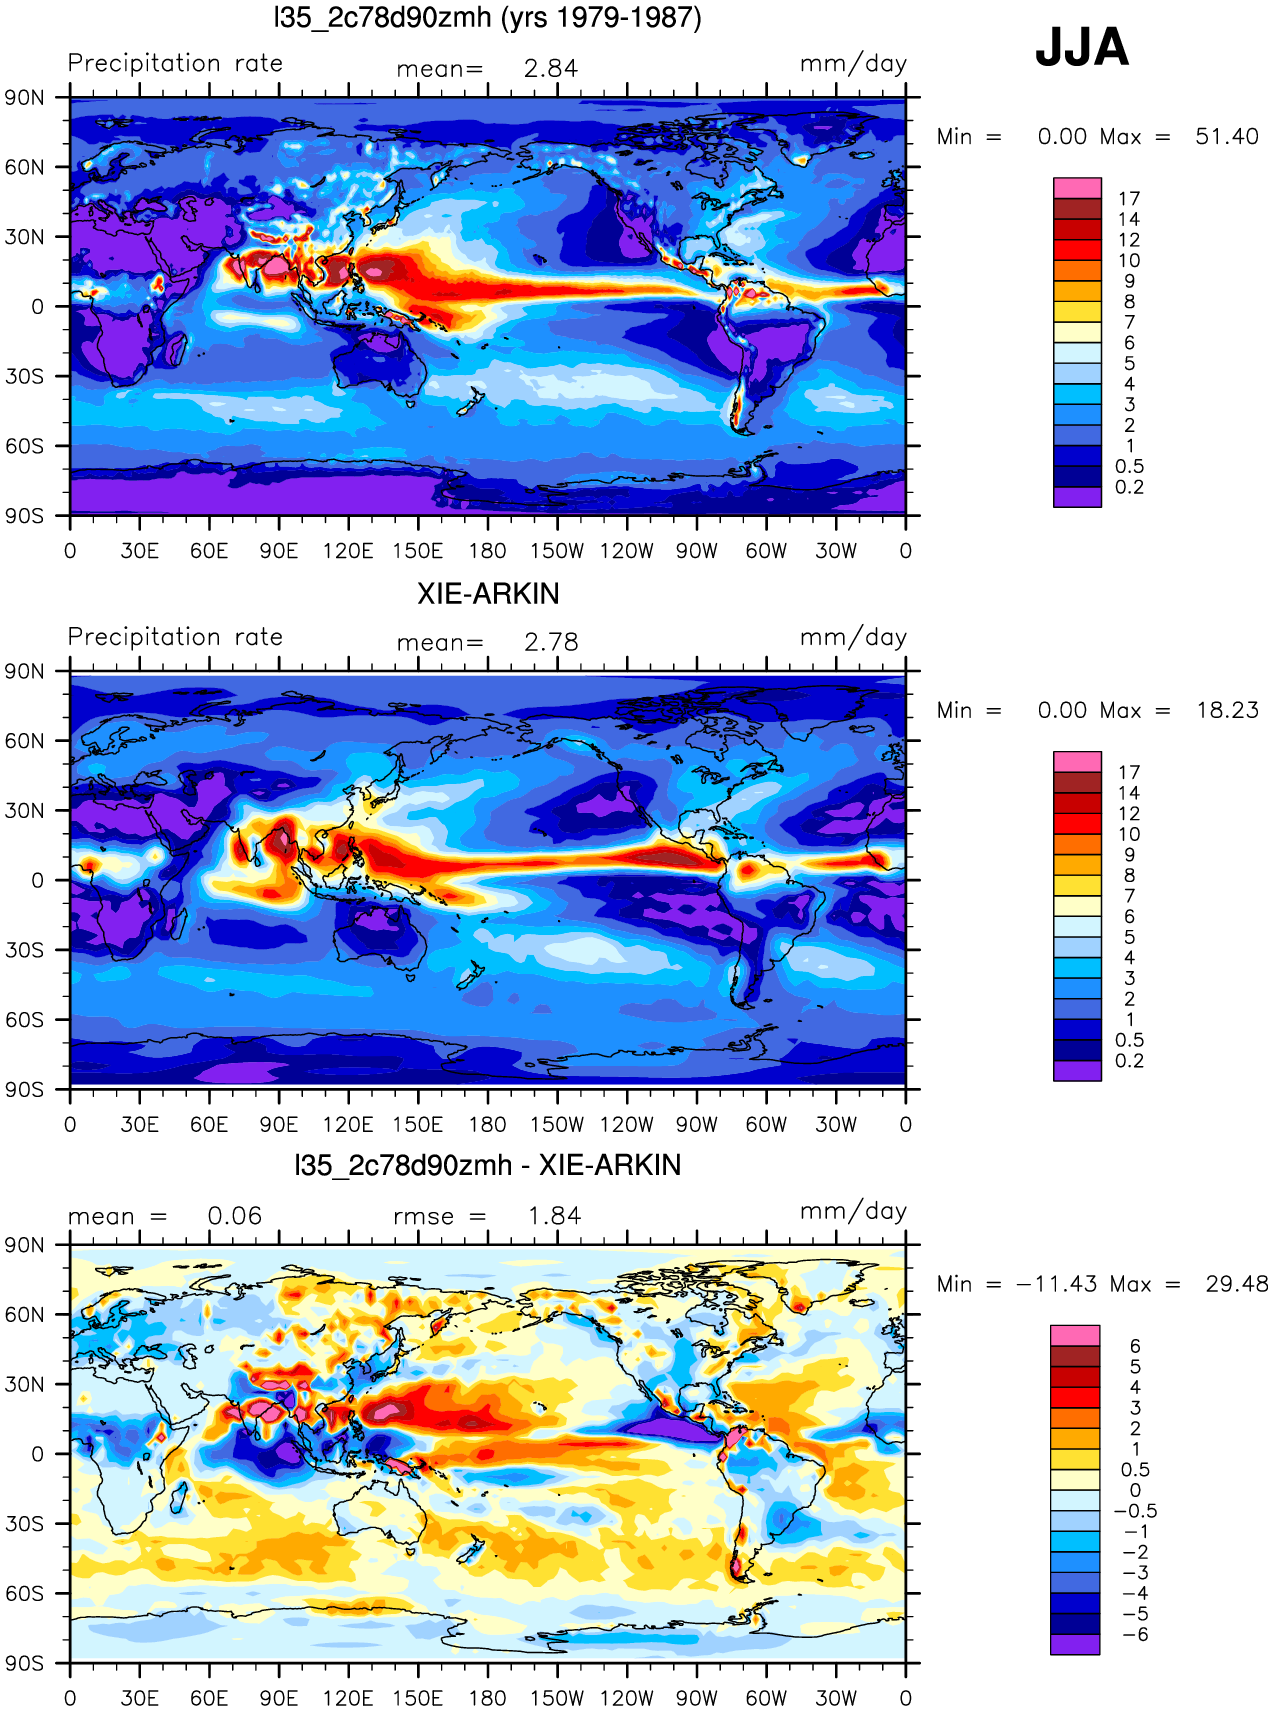 l35_2c78d90zmh (yrs 1979-1987)
JJA
Precipitation rate mean= 2.84 mm/day
Min = 0.00 Max = 51.40
90N
60N
30N
0
30S
60S
90S
0 30E 60E 90E 120E 150E 180 150W 120W 90W 60W 30W 0
17
14
12
10
9
8
7
6
5
4
3
2
1
0.5
0.2
XIE-ARKIN
Precipitation rate mean= 2.78 mm/day
Min = 0.00 Max = 18.23
90N
60N
30N
0
30S
60S
90S
0 30E 60E 90E 120E 150E 180 150W 120W 90W 60W 30W 0
17
14
12
10
9
8
7
6
5
4
3
2
1
0.5
0.2
l35_2c78d90zmh - XIE-ARKIN
mean = 0.06 rmse = 1.84 mm/day
Min = −11.43 Max = 29.48
90N
60N
30N
0
30S
60S
90S
0 30E 60E 90E 120E 150E 180 150W 120W 90W 60W 30W 0
6
5
4
3
2
1
0.5
0
−0.5
−1
−2
−3
−4
−5
−6